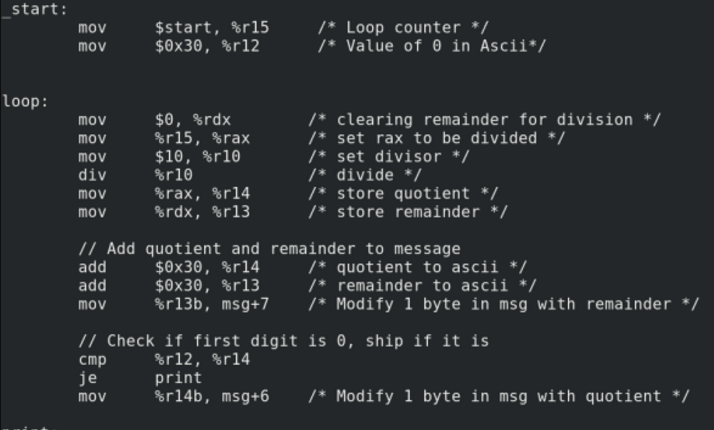 _start:
mov $start, %r15 /* Loop counter */
mov $0x30, %r12 /* Value of 0 in Ascii*/
loop:
mov $0, %rdx /* clearing remainder for division */
mov %r15, %rax /* set rax to be divided */
mov $10, %r10 /* set divisor */
div %r10 /* divide */
mov %rax, %r14 /* store quotient */
mov %rdx, %r13 /* store remainder */
// Add quotient and remainder to message
add $0x30, %r14 /* quotient to ascii */
add $0x30, %r13 /* remainder to ascii */
mov %r13b, msg+7 /* Modify 1 byte in msg with remainder */
// Check if first digit is 0, ship if it is
cmp %r12, %r14
je print
mov %r14b, msg+6 /* Modify 1 byte in msg with quotient */